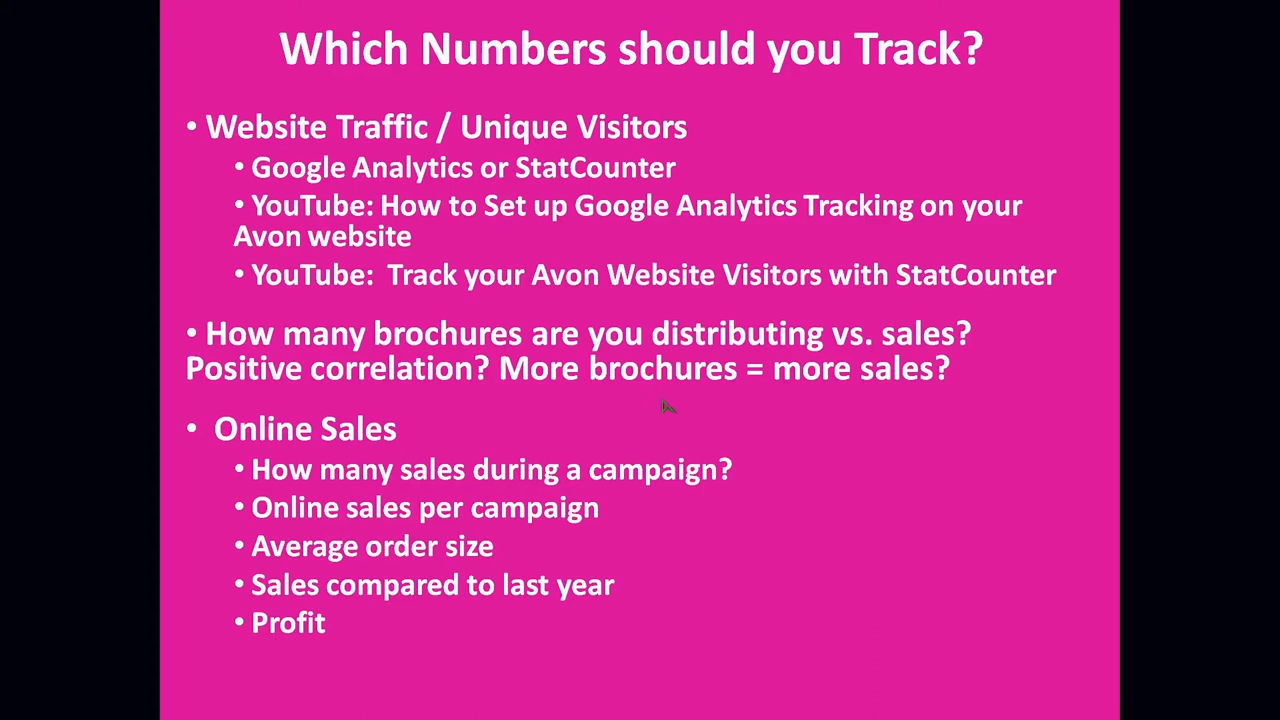 Which Numbers should you Track?
• Website Traffic / Unique Visitors
• Google Analytics or StatCounter
• YouTube: How to Set up Google Analytics Tracking on your
Avon website
• YouTube:  Track your Avon Website Visitors with StatCounter
• How many brochures are you distributing vs. sales?
Positive correlation? More brochures = more sales?
• Online Sales
• How many sales during a campaign?
• Online sales per campaign
• Average order size
• Sales compared to last year
• Profit